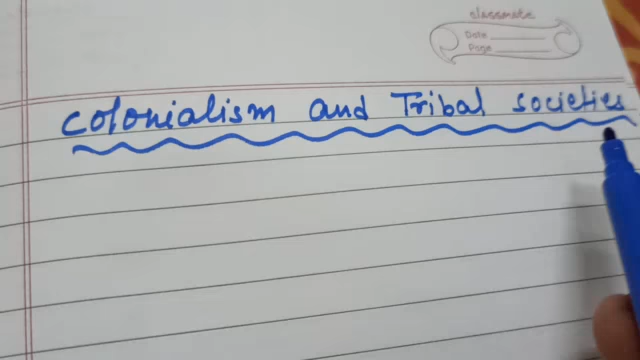 classmate
Date
Page
colonialism and Tribal societies